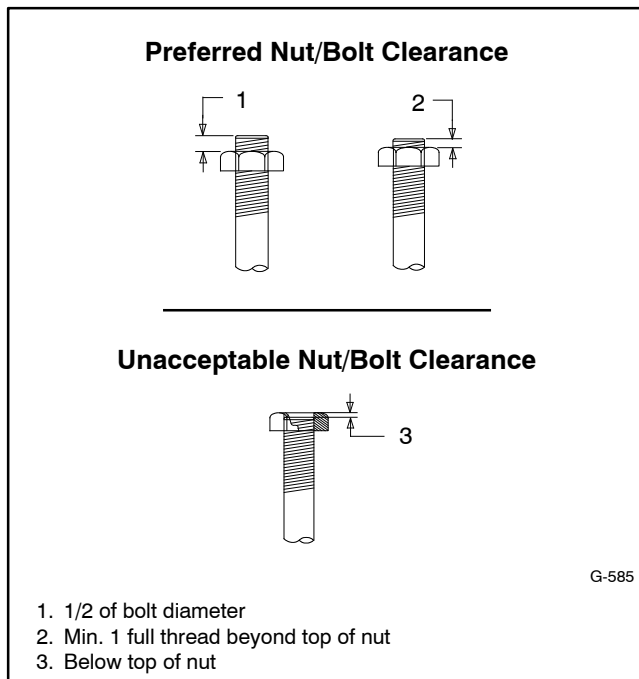 Preferred Nut/Bolt Clearance
1
2
Unacceptable Nut/Bolt Clearance
3
G-585
1. 1/2 of bolt diameter
2. Min. 1 full thread beyond top of nut
3. Below top of nut